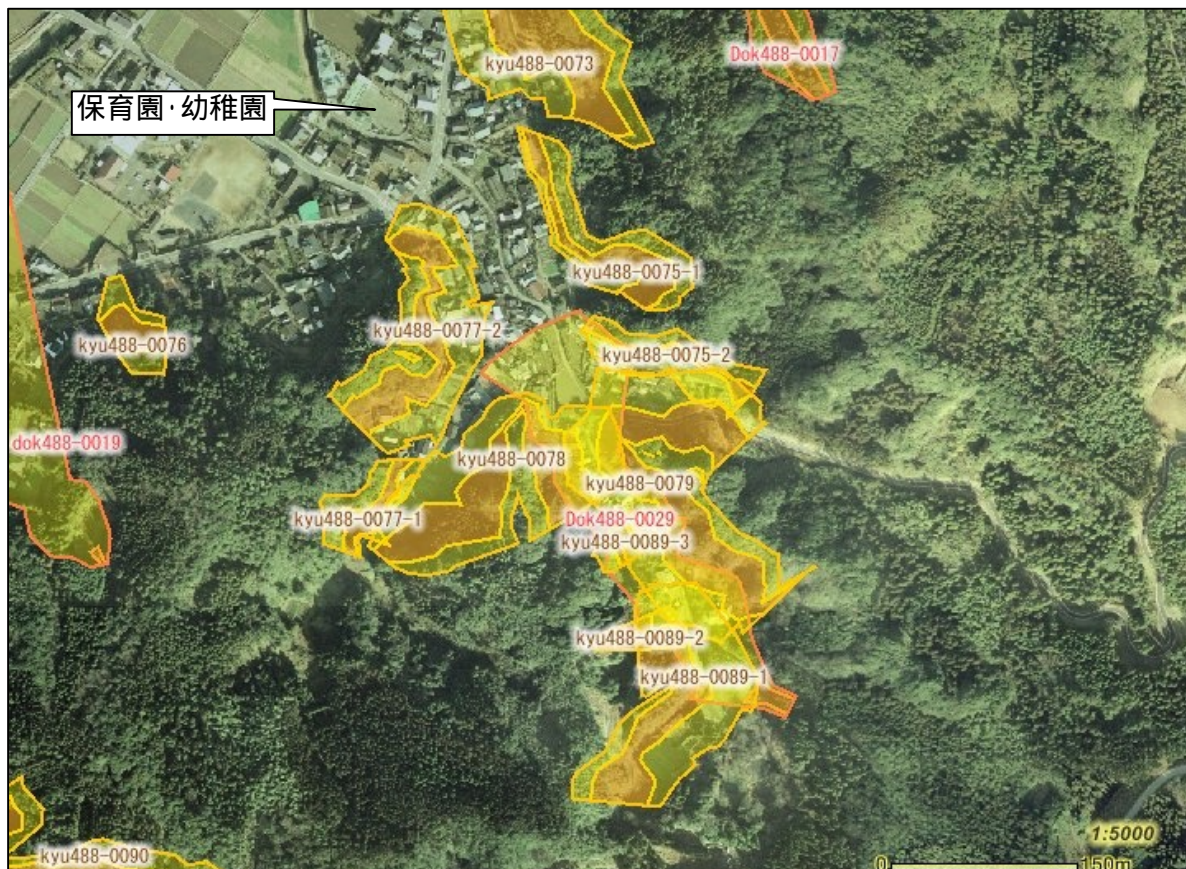 kyu488-0073
Dok488-0017
保育園・幼稚園
kyu488-0075-1
kyu488-0077-2
kyu488-0076
kyu488-0075-2
dok488-0019
kyu488-0078
kyu488-0079
kyu488-0077-1
Dok488-0029
kyu488-0089-3
kyu488-0089-2
kyu488-0089-1
1:5000
kyu488-0090
0 150m